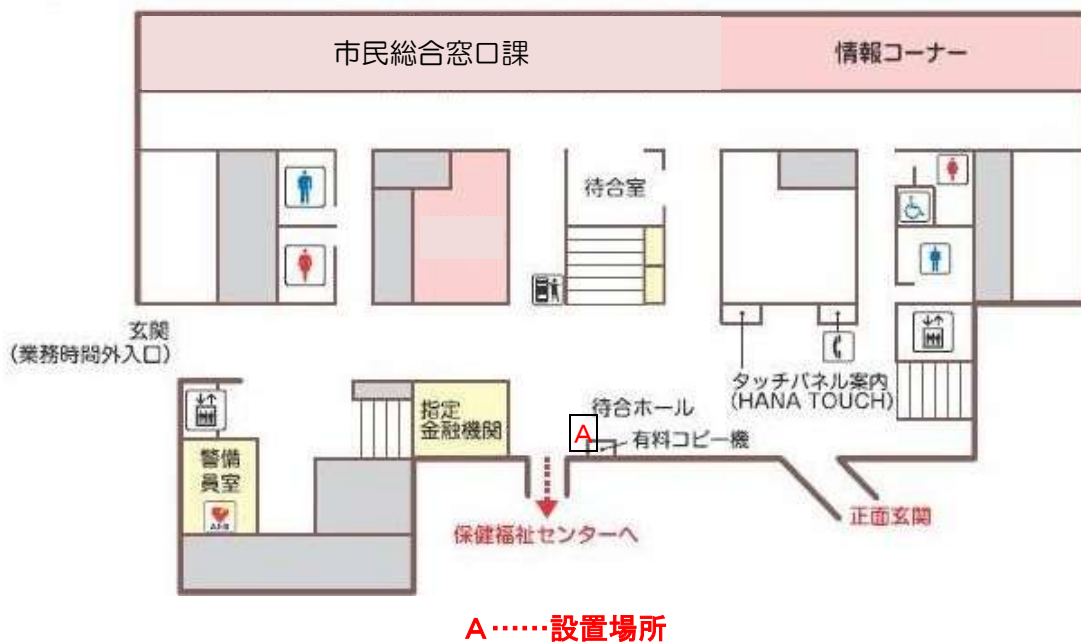 市民総合窓口課
情報コーナー
待合室
玄関
(業務時間外入口)
タッチパネル案内
(HANA TOUCH)
待合ホール
指定
金融機関
A
有料コピー機
警備
員室
AED
正面玄関
保健福祉センターへ
A……設置場所